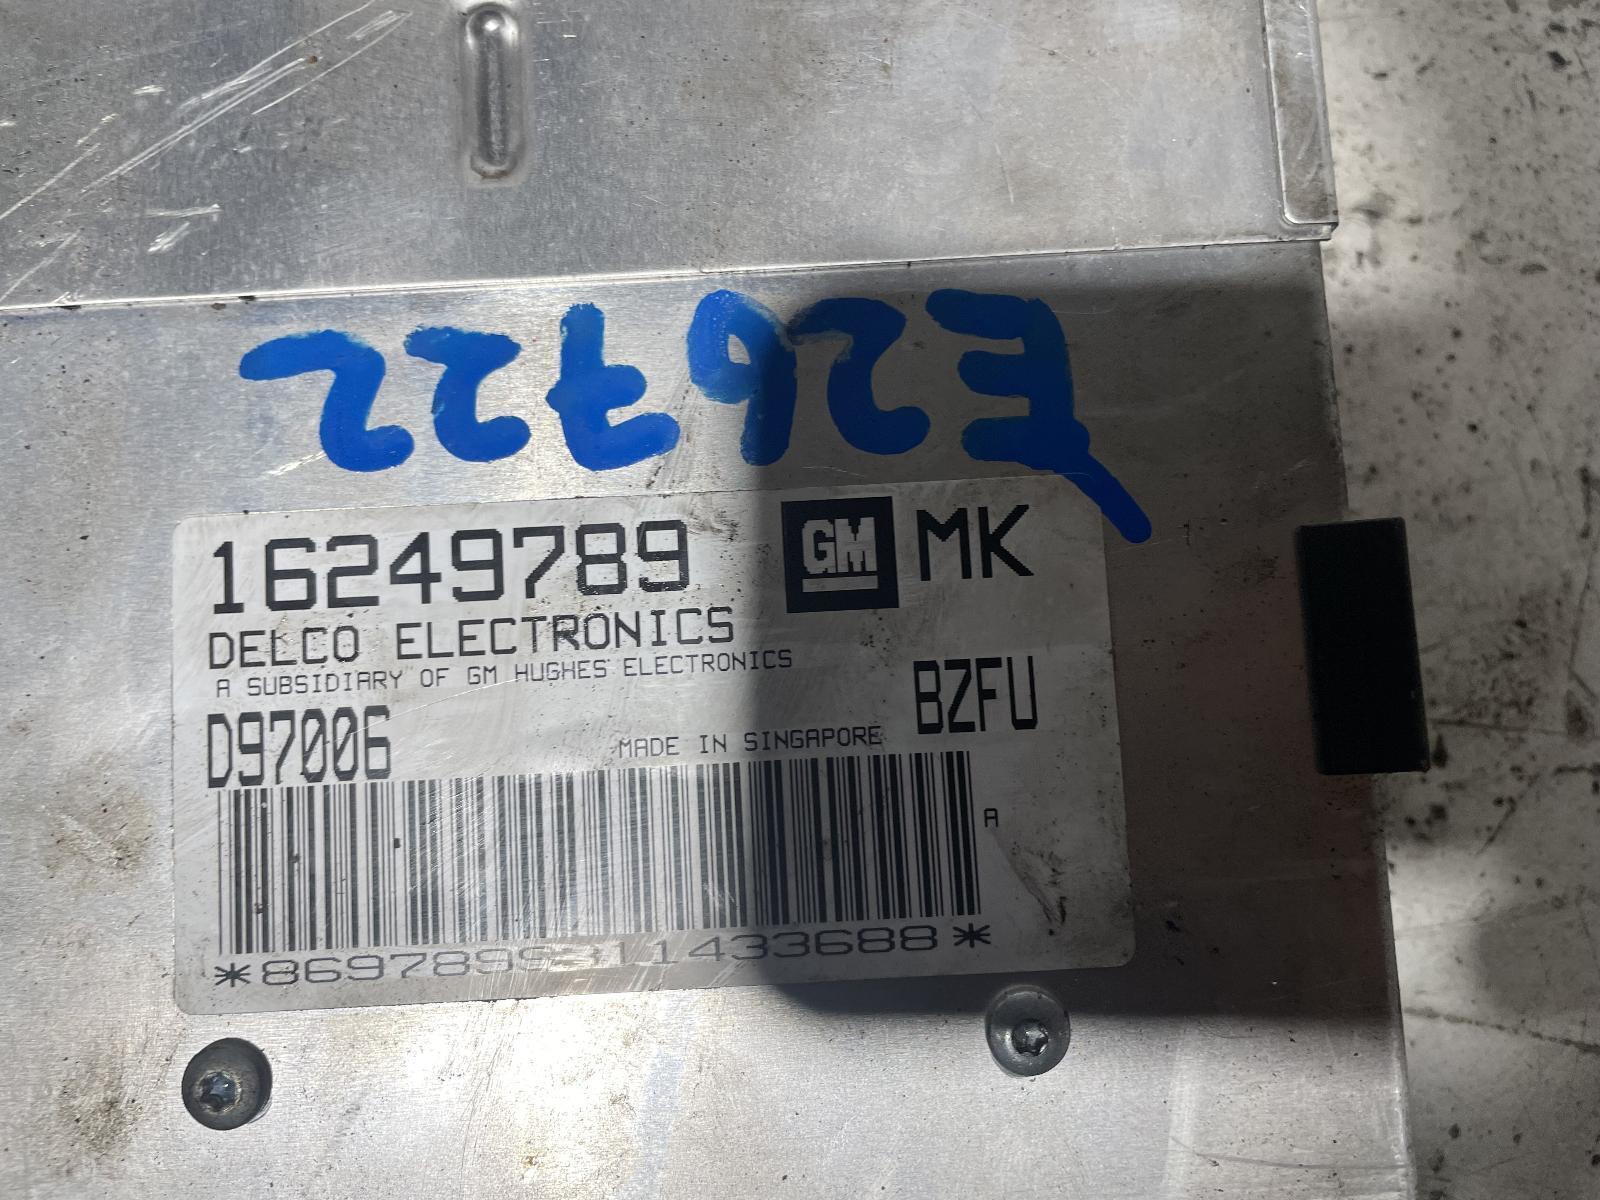 E26722
16249789 GM MK
DELCO ELECTRONICS
A SUBSIDIARY OF GM HUGHES ELECTRONICS
BZFU
D97006
MADE IN SINGAPORE
A